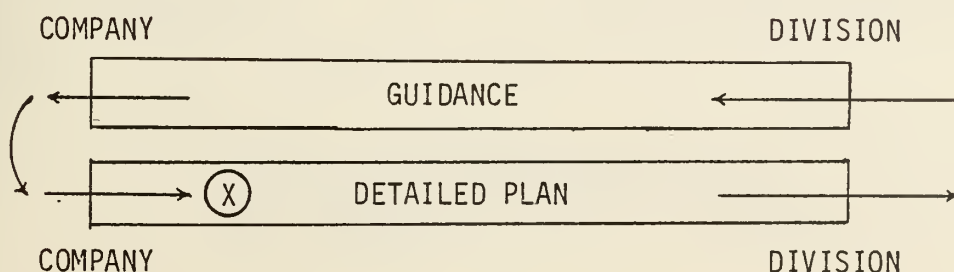 COMPANY DIVISION
GUIDANCE
X DETAILED PLAN
COMPANY DIVISION